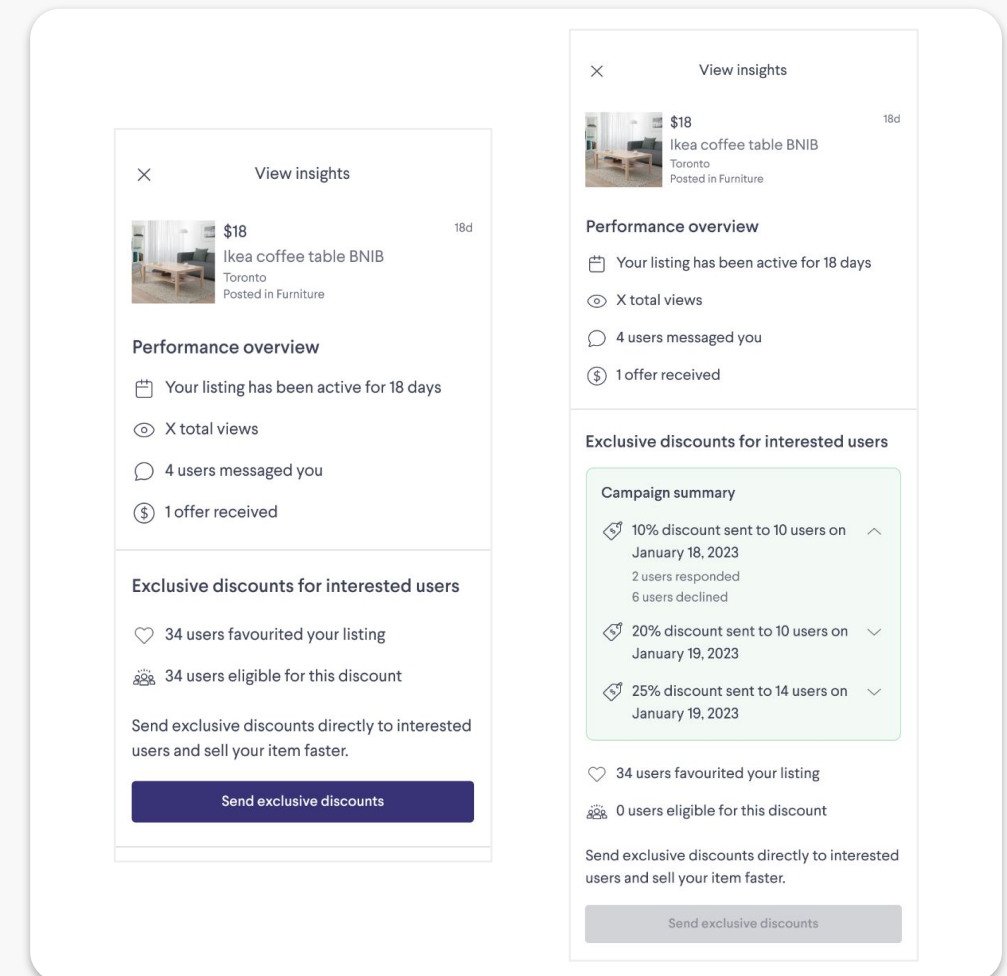 View insights
$18
18d
Ikea coffee table BNIB
Toronto
Posted in Furniture
Performance overview
Your listing has been active for 18 days
X total views
4 users messaged you
1 offer received
Exclusive discounts for interested users
34 users favourited your listing
34 users eligible for this discount
Send exclusive discounts directly to interested
users and sell your item faster.
Send exclusive discounts
View insights
$18
18d
Ikea coffee table BNIB
Toronto
Posted in Furniture
Performance overview
Your listing has been active for 18 days
X total views
4 users messaged you
1 offer received
Exclusive discounts for interested users
Campaign summary
10% discount sent to 10 users on
January 18, 2023
2 users responded
6 users declined
20% discount sent to 10 users on
January 19, 2023
25% discount sent to 14 users on
January 19, 2023
34 users favourited your listing
0 users eligible for this discount
Send exclusive discounts directly to interested
users and sell your item faster.
Send exclusive discounts